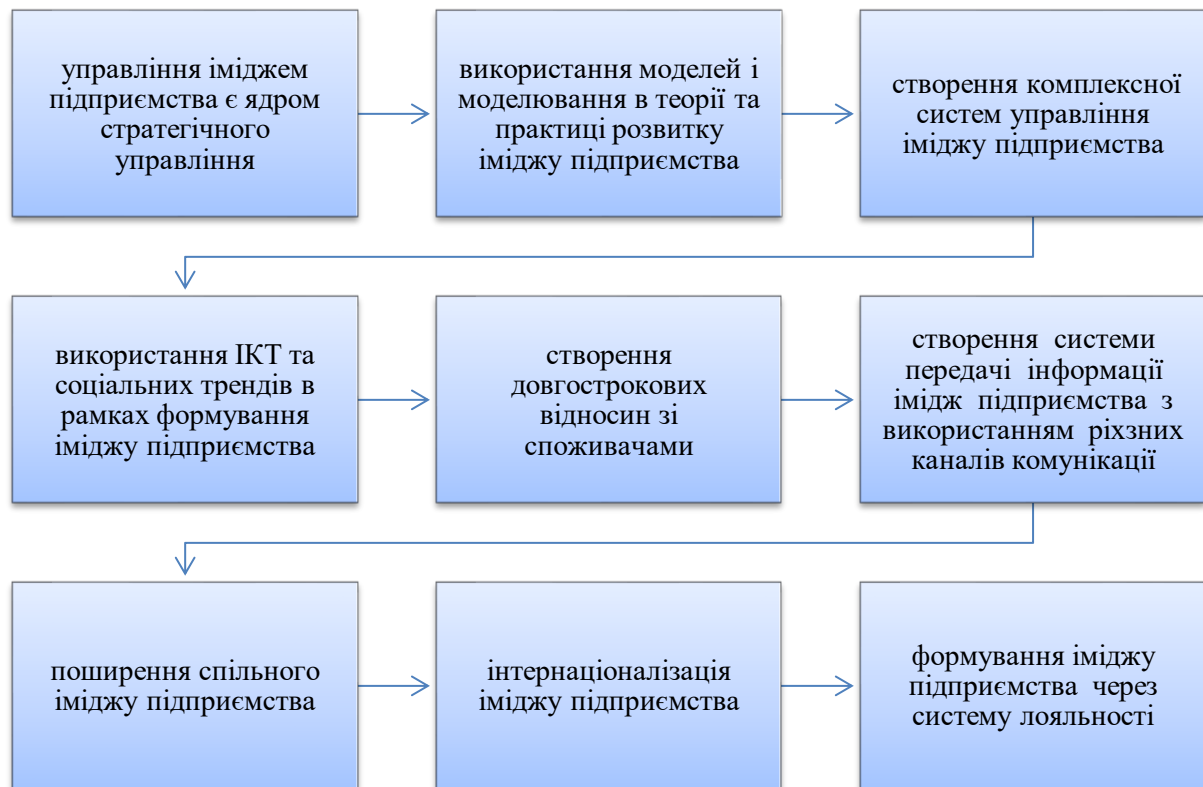 управління іміджем
підприємства є ядром
стратегічного
управління
використання моделей і
моделювання в теорії та
практиці розвитку
іміджу підприємства
створення комплексної
систем управління
іміджу підприємства
використання ІКТ та
соціальних трендів в
рамках формування
іміджу підприємства
створення
довгострокових
відносин зі
споживачами
створення системи
передачі інформації
імідж підприємства з
використанням ріхзних
каналів комунікації
поширення спільного
іміджу підприємства
інтернаціоналізація
іміджу підприємства
формування іміджу
підприємства через
систему лояльності